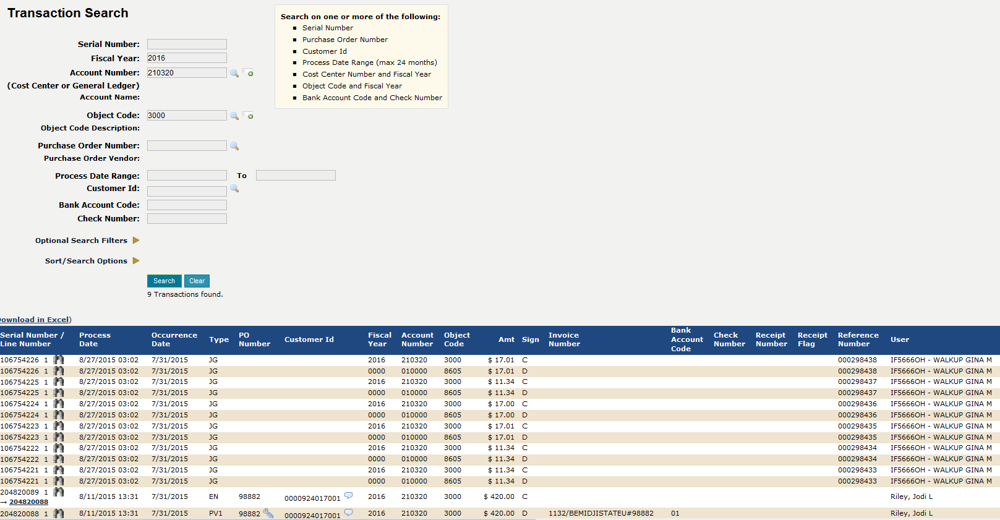 Transaction Search
Search on one or more of the following:
Serial Number
Purchase Order Number
Customer Id
Process Date Range (max 24 months)
Cost Center Number and Fiscal Year
Object Code and Fiscal Year
Bank Account Code and Check Number
Serial Number:
Fiscal Year: 2016
Account Number: 210320
(Cost Center or General Ledger)
Account Name:
Object Code: 3000
Object Code Description:
Purchase Order Number:
Purchase Order Vendor:
Process Date Range: To
Customer Id:
Bank Account Code:
Check Number:
Optional Search Filters
Sort/Search Options
Search Clear
9 Transactions found.
ownload in Excel)
Serial Number / Line Number Process Date Occurrence Date Type PO Number Customer Id Fiscal Year Account Number Object Code Amt Sign Invoice Number Bank Account Code Check Number Receipt Number Receipt Flag Reference Number User
106754226 1 8/27/2015 03:02 7/31/2015 JG 2016 210320 3000 $ 17.01 C 000298438 IF5666OH - WALKUP GINA M
106754226 1 8/27/2015 03:02 7/31/2015 JG 0000 010000 8605 $ 17.01 D 000298438 IF5666OH - WALKUP GINA M
106754225 1 8/27/2015 03:02 7/31/2015 JG 2016 210320 3000 $ 11.34 C 000298437 IF5666OH - WALKUP GINA M
106754225 1 8/27/2015 03:02 7/31/2015 JG 0000 010000 8605 $ 11.34 D 000298437 IF5666OH - WALKUP GINA M
106754224 1 8/27/2015 03:02 7/31/2015 JG 2016 210320 3000 $ 17.00 C 000298436 IF5666OH - WALKUP GINA M
106754224 1 8/27/2015 03:02 7/31/2015 JG 0000 010000 8605 $ 17.00 D 000298436 IF5666OH - WALKUP GINA M
106754223 1 8/27/2015 03:02 7/31/2015 JG 2016 210320 3000 $ 17.01 C 000298435 IF5666OH - WALKUP GINA M
106754223 1 8/27/2015 03:02 7/31/2015 JG 0000 010000 8605 $ 17.01 D 000298435 IF5666OH - WALKUP GINA M
106754222 1 8/27/2015 03:02 7/31/2015 JG 2016 210320 3000 $ 11.34 C 000298434 IF5666OH - WALKUP GINA M
106754222 1 8/27/2015 03:02 7/31/2015 JG 0000 010000 8605 $ 11.34 D 000298434 IF5666OH - WALKUP GINA M
106754221 1 8/27/2015 03:02 7/31/2015 JG 2016 210320 3000 $ 11.34 C 000298433 IF5666OH - WALKUP GINA M
106754221 1 8/27/2015 03:02 7/31/2015 JG 0000 010000 8605 $ 11.34 D 000298433 IF5666OH - WALKUP GINA M
204820089 1 → 204820088 8/11/2015 13:31 7/31/2015 EN 98882 0000924017001 2016 210320 3000 $ 420.00 C Riley, Jodi L
204820088 1 8/11/2015 13:31 7/31/2015 PV1 98882 0000924017001 2016 210320 3000 $ 420.00 D 1132/BEMIDJISTATEU#98882 01 Riley, Jodi L